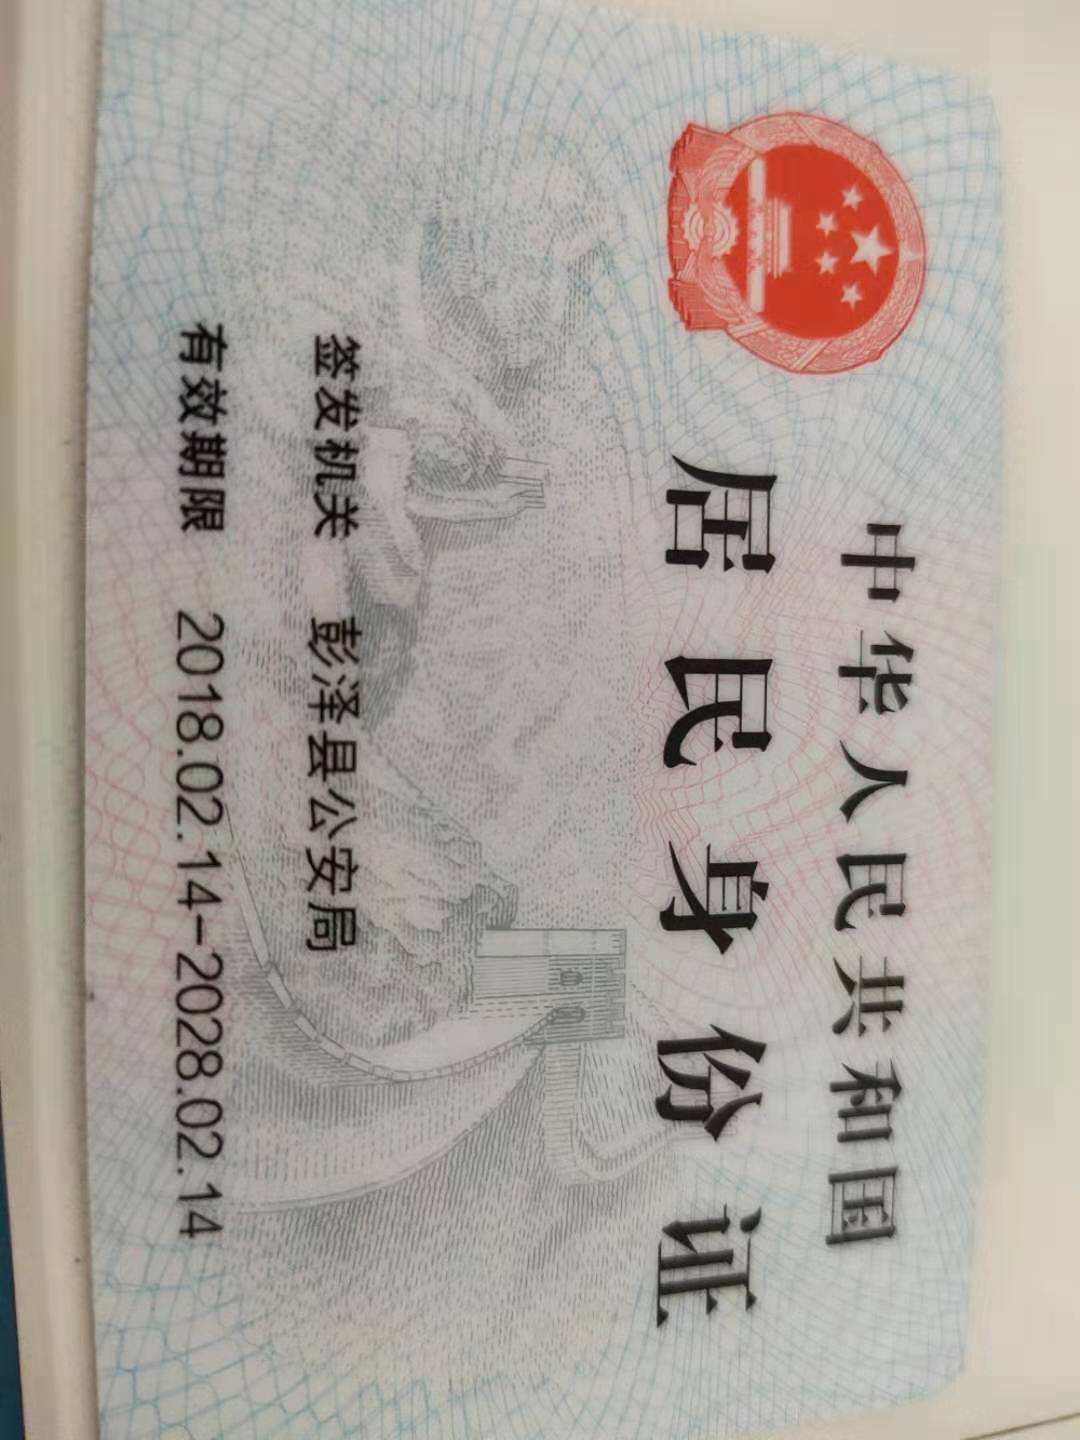 中华人民共和国
居民身份证
签发机关 彭泽县公安局
有效期限 2018.02.14-2028.02.14